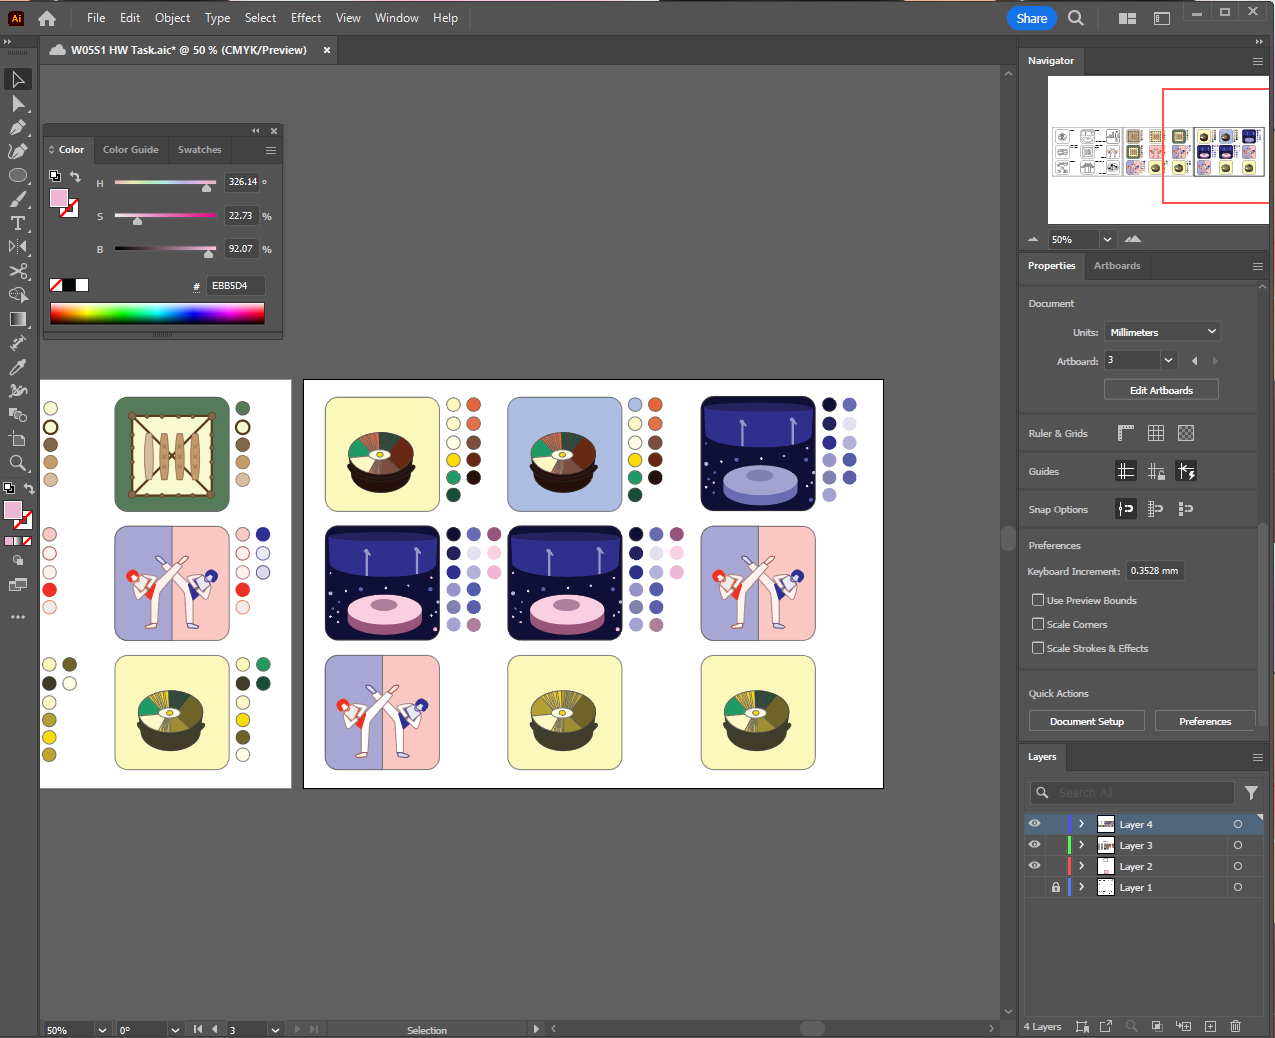 Ai File Edit Object Type Select Effect View Window Help Share
W05S1 HW Task.aic* @ 50 % (CMYK/Preview) ×
Navigator
Color Color Guide Swatches
H 326.14 °
S 22.73 %
B 92.07 %
# EBB5D4
50%
Properties Artboards
Document
Units: Millimeters
Artboard: 3
Edit Artboards
Ruler & Grids
Guides
Snap Options
Preferences
Keyboard Increment: 0.3528 mm
Use Preview Bounds
Scale Corners
Scale Strokes & Effects
Quick Actions
Document Setup Preferences
Layers
Search All
Layer 4
Layer 3
Layer 2
Layer 1
4 Layers
50% 0° 3 Selection